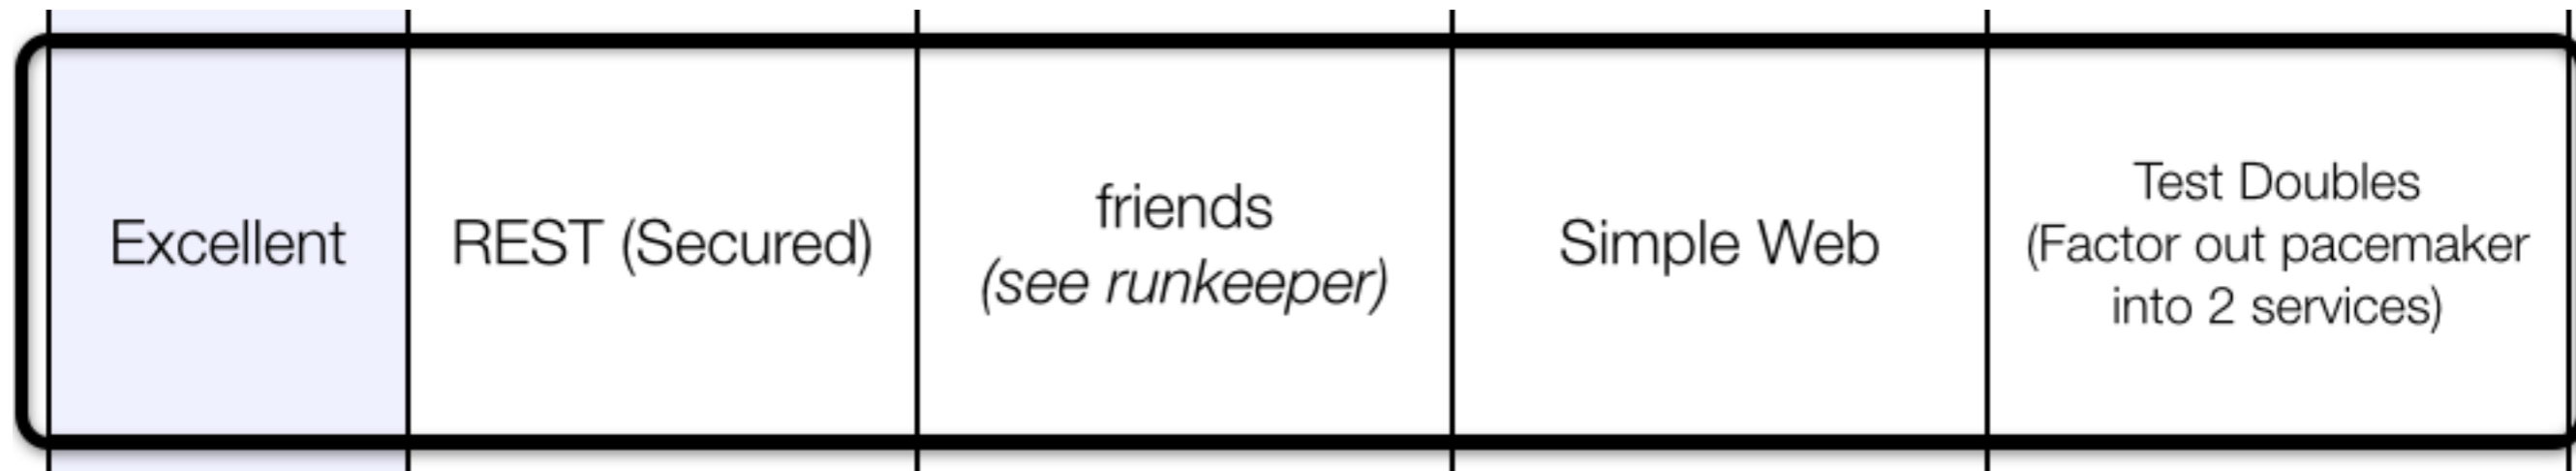 Excellent
REST (Secured)
friends
(see runkeeper)
Simple Web
Test Doubles
(Factor out pacemaker
into 2 services)